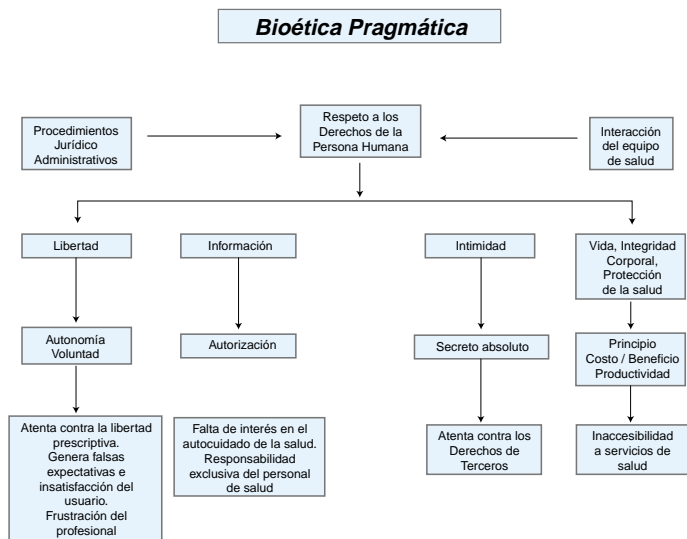 Bioética Pragmática
Procedimientos
Jurídico
Administrativos
Respeto a los
Derechos de la
Persona Humana
Interacción
del equipo
de salud
Libertad
Información
Intimidad
Vida, Integridad
Corporal,
Protección
de la salud
Autonomía
Voluntad
Autorización
Secreto absoluto
Principio
Costo / Beneficio
Productividad
Atenta contra la libertad
prescriptiva.
Genera falsas
expectativas e
insatisfacción del
usuario.
Frustración del
profesional
Falta de interés en el
autocuidado de la salud.
Responsabilidad
exclusiva del personal
de salud
Atenta contra los
Derechos de
Terceros
Inaccesibilidad
a servicios de
salud